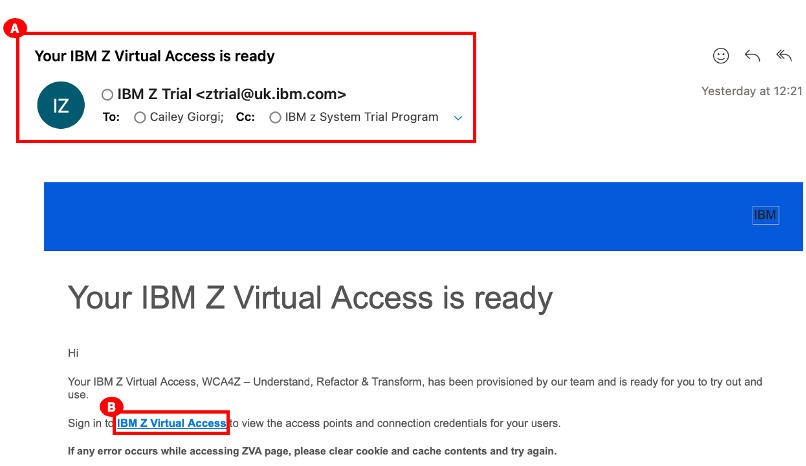 A
Your IBM Z Virtual Access is ready
IZ
IBM Z Trial <ztrial@uk.ibm.com>
To: Cailey Giorgi; Cc: IBM z System Trial Program
Yesterday at 12:21
IBM
Your IBM Z Virtual Access is ready
Hi
Your IBM Z Virtual Access, WCA4Z – Understand, Refactor & Transform, has been provisioned by our team and is ready for you to try out and
use.
B
Sign in to IBM Z Virtual Access to view the access points and connection credentials for your users.
If any error occurs while accessing ZVA page, please clear cookie and cache contents and try again.